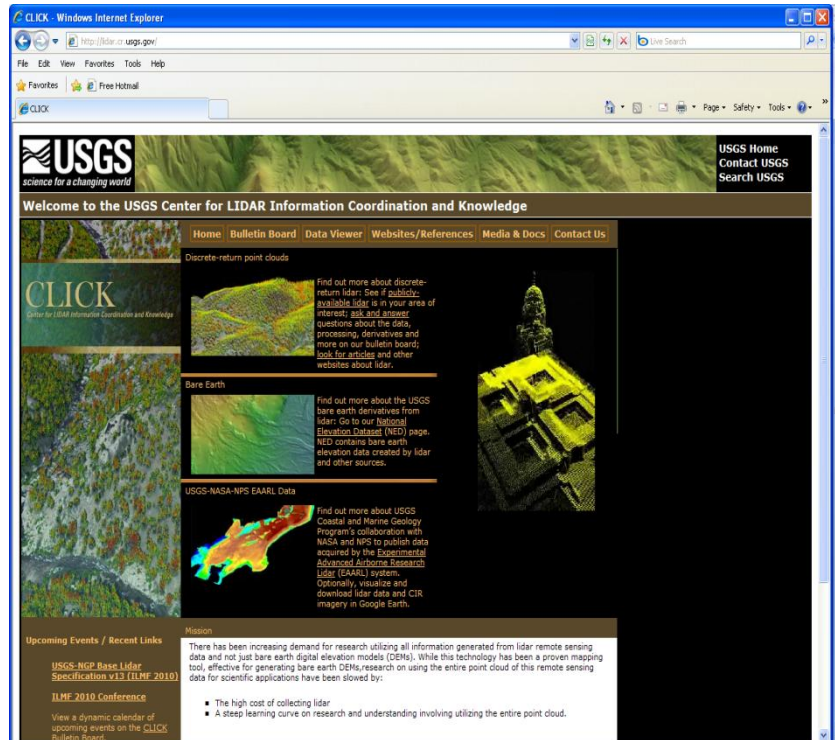 CLICK - Windows Internet Explorer
http://lidar.cr.usgs.gov/
Live Search
File Edit View Favorites Tools Help
Favorites Free Hotmail
CLICK
Page Safety Tools
USGS
science for a changing world
USGS Home
Contact USGS
Search USGS
Welcome to the USGS Center for LIDAR Information Coordination and Knowledge
Home Bulletin Board Data Viewer Websites/References Media & Docs Contact Us
CLICK
Center for LIDAR Information Coordination and Knowledge
Discrete-return point clouds
Find out more about discrete-
return lidar: See if publicly-
available lidar is in your area of
interest; ask and answer
questions about the data,
processing, derivatives and
more on our bulletin board;
look for articles and other
websites about lidar.
Bare Earth
Find out more about the USGS
bare earth derivatives from
lidar: Go to our National
Elevation Dataset (NED) page.
NED contains bare earth
elevation data created by lidar
and other sources.
USGS-NASA-NPS EAARL Data
Find out more about USGS
Coastal and Marine Geology
Program's collaboration with
NASA and NPS to publish data
acquired by the Experimental
Advanced Airborne Research
Lidar (EAARL) system.
Optionally, visualize and
download lidar data and CIR
imagery in Google Earth.
Upcoming Events / Recent Links
USGS-NGP Base Lidar
Specification v13 (ILMF 2010)
ILMF 2010 Conference
View a dynamic calendar of
upcoming events on the CLICK
Bulletin Board.
Mission
There has been increasing demand for research utilizing all information generated from lidar remote sensing
data and not just bare earth digital elevation models (DEMs). While this technology has been a proven mapping
tool, effective for generating bare earth DEMs,research on using the entire point cloud of this remote sensing
data for scientific applications have been slowed by:
The high cost of collecting lidar
A steep learning curve on research and understanding involving utilizing the entire point cloud.